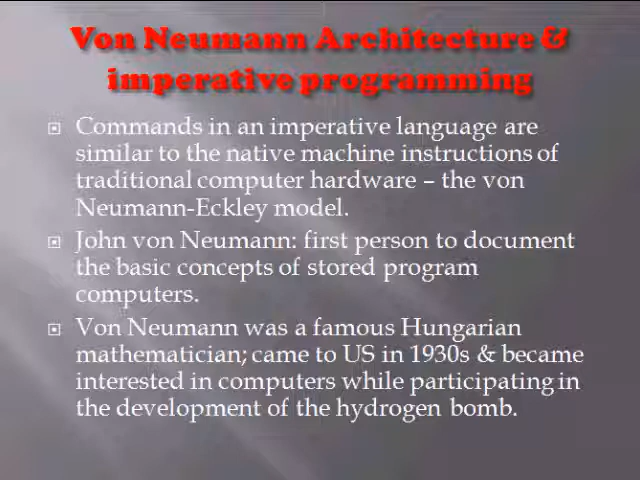 Von Neumann Architecture &
imperative programming
Commands in an imperative language are
similar to the native machine instructions of
traditional computer hardware – the von
Neumann-Eckley model.
John von Neumann: first person to document
the basic concepts of stored program
computers.
Von Neumann was a famous Hungarian
mathematician; came to US in 1930s & became
interested in computers while participating in
the development of the hydrogen bomb.